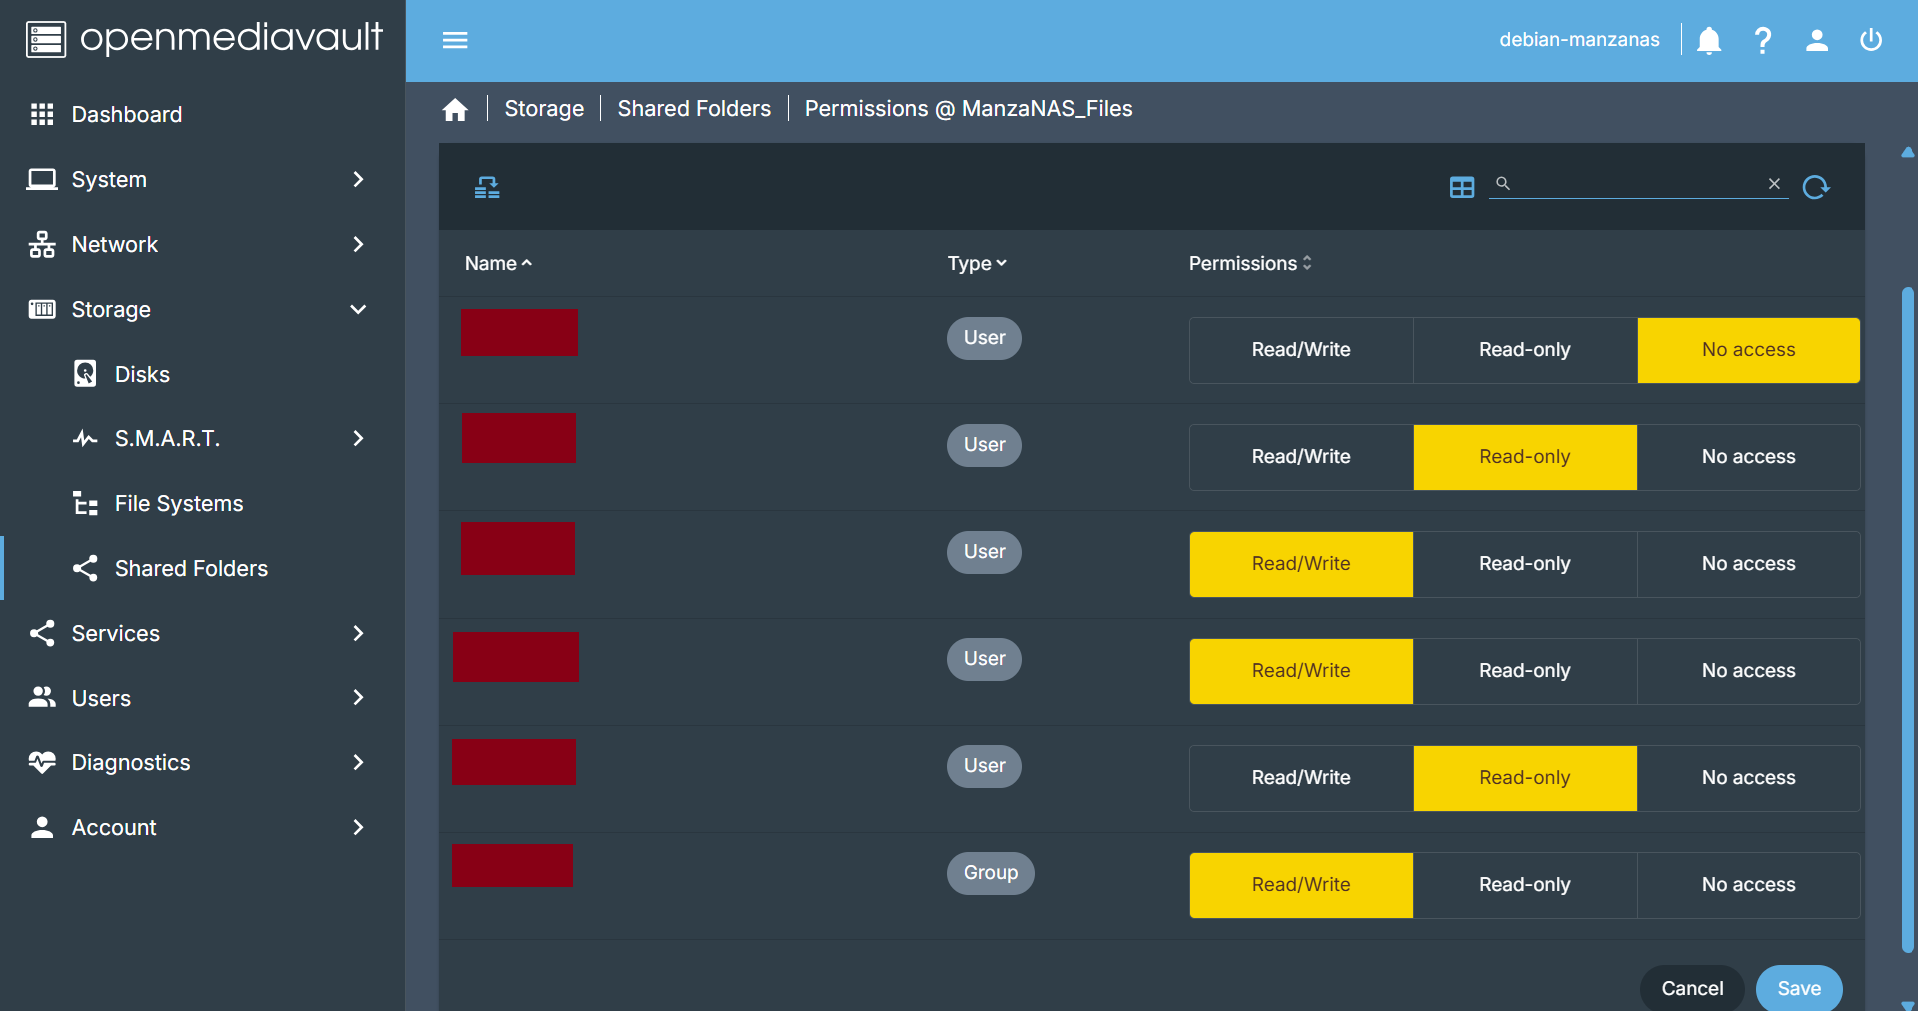 openmediavault
debian-manzanas
Dashboard
System
Network
Storage
Disks
S.M.A.R.T.
File Systems
Shared Folders
Services
Users
Diagnostics
Account
Storage Shared Folders Permissions @ ManzaNAS_Files
Name Type Permissions
User Read/Write Read-only No access
User Read/Write Read-only No access
User Read/Write Read-only No access
User Read/Write Read-only No access
User Read/Write Read-only No access
Group Read/Write Read-only No access
Cancel Save